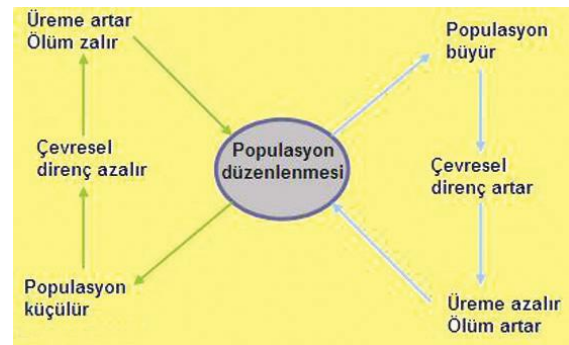 Üreme artar
Ölüm zalır
Populasyon
büyür
Çevresel
direnç azalır
Populasyon
düzenlenmesi
Çevresel
direnç artar
Populasyon
küçülür
Üreme azalır
Ölüm artar